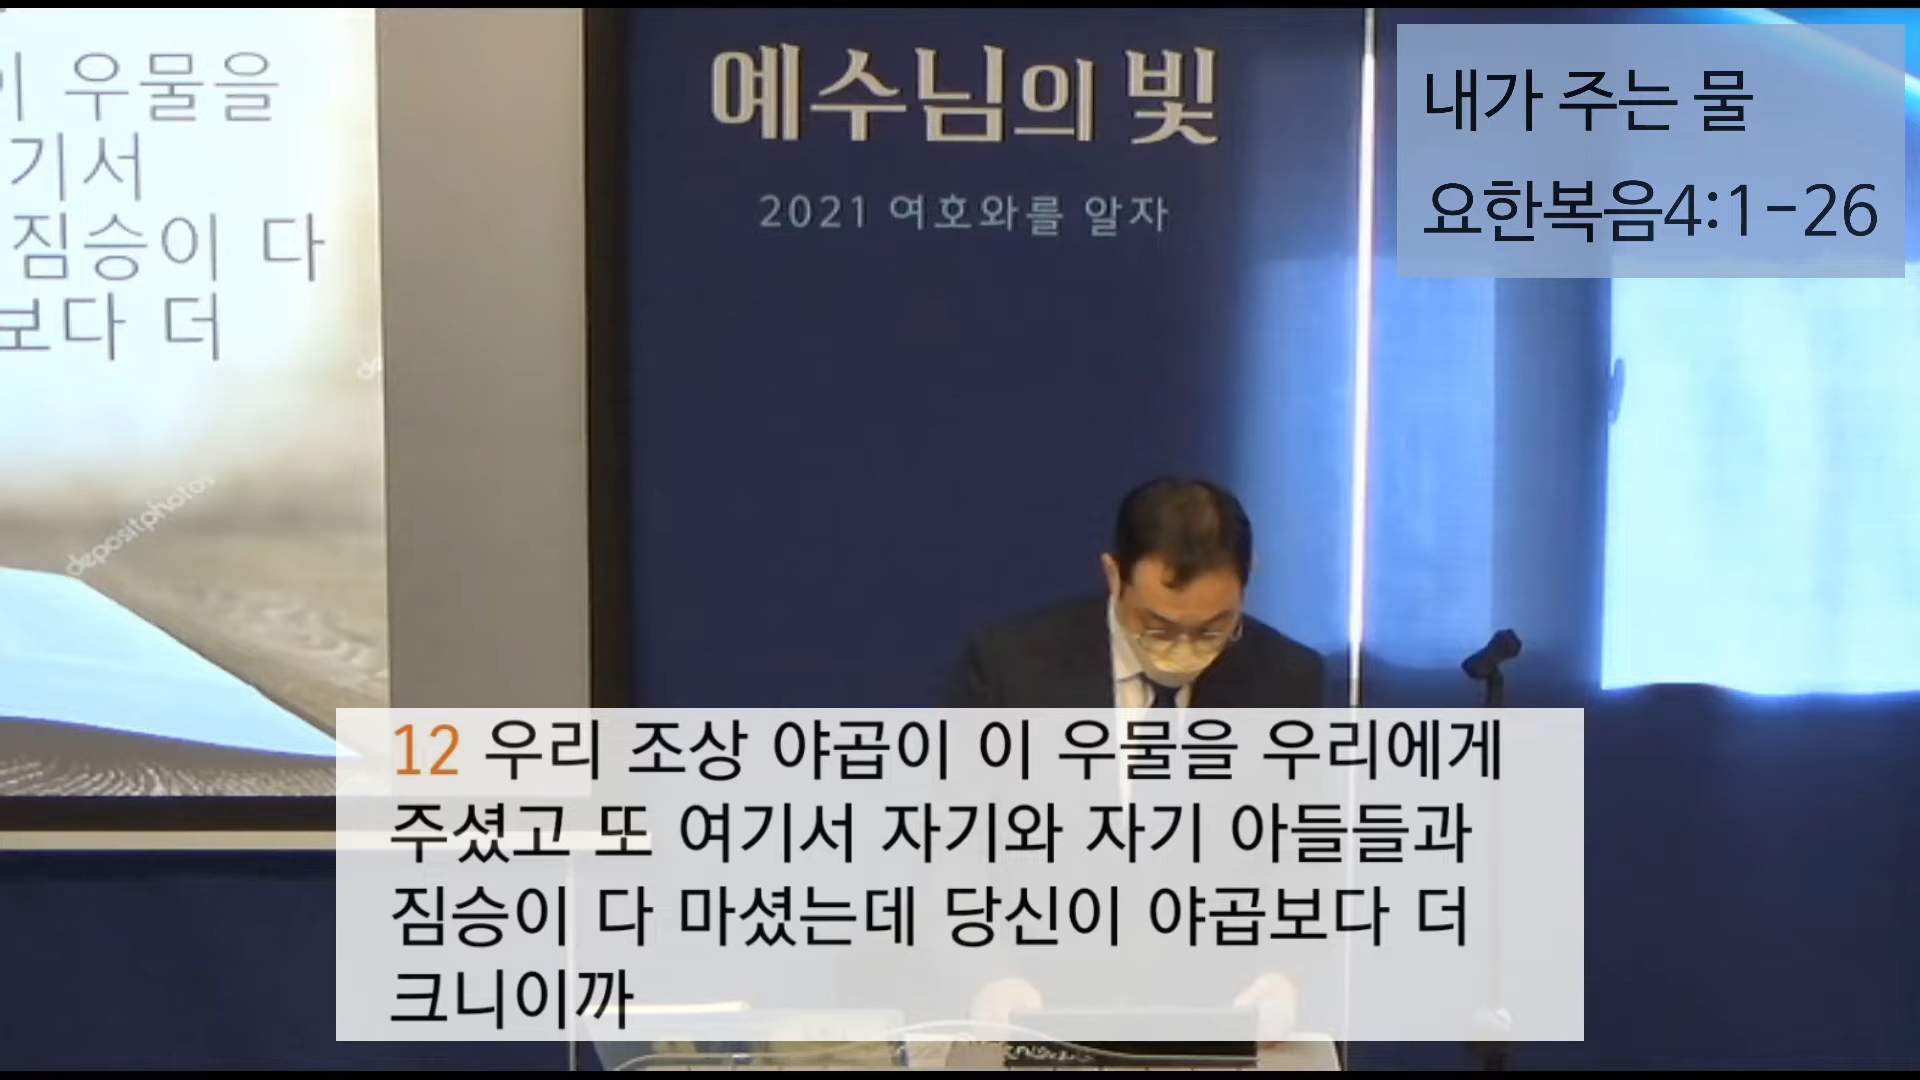 이 우물을
기서
짐승이 다
보다 더
depositphotos
예수님의 빛
2021 여호와를 알자
내가 주는 물
요한복음4:1-26
12 우리 조상 야곱이 이 우물을 우리에게
주셨고 또 여기서 자기와 자기 아들들과
짐승이 다 마셨는데 당신이 야곱보다 더
크니이까